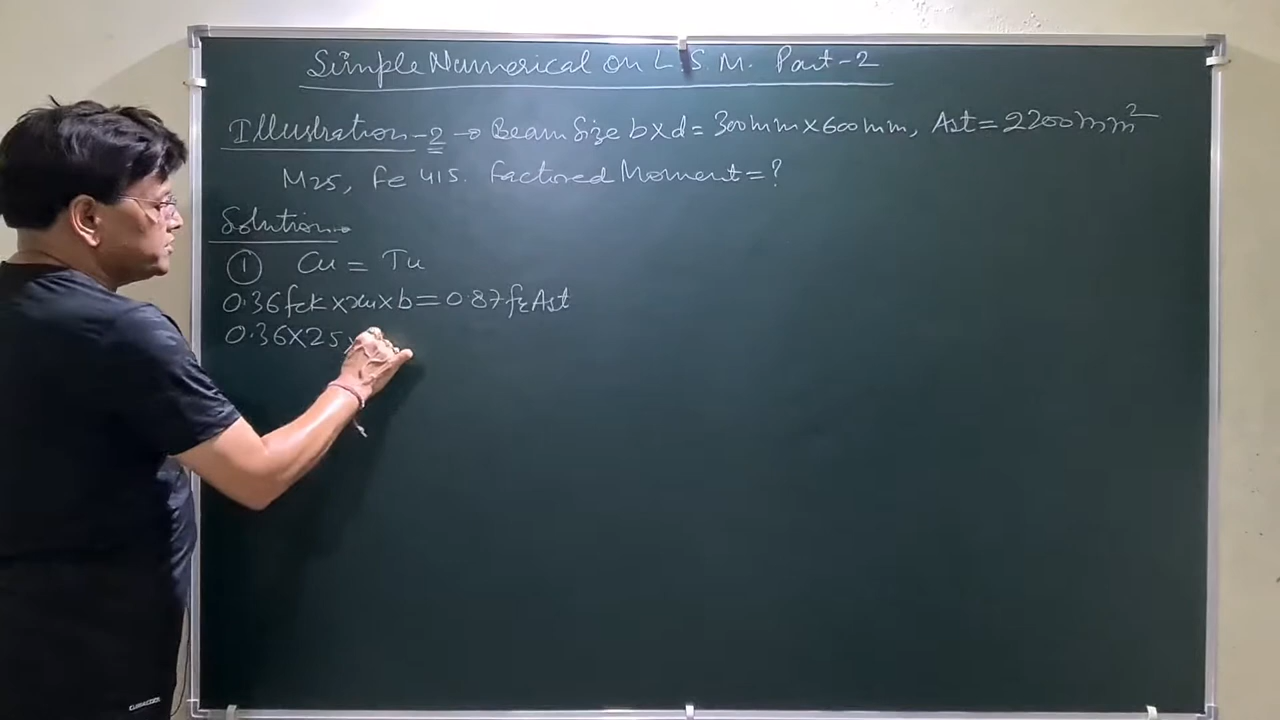 Simple Numerical on L.S.M. Part-2
Illustration-2 → Beam Size bxd = 300mm x 600mm, Ast = 2200mm²
M25, Fe 415. Factored Moment = ?
Solution →
① Cu = Tu
0.36 fck x xu x b = 0.87 fy Ast
0.36 x 25 x